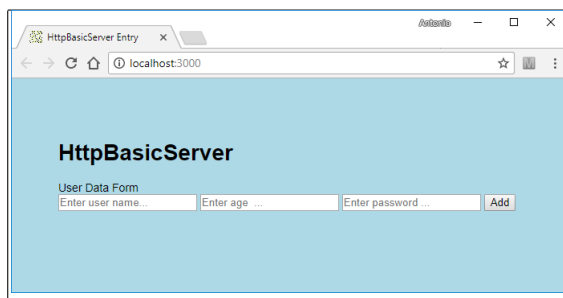 Antonio
HttpBasicServer Entry
localhost:3000
HttpBasicServer
User Data Form
Enter user name... Enter age ... Enter password ... Add